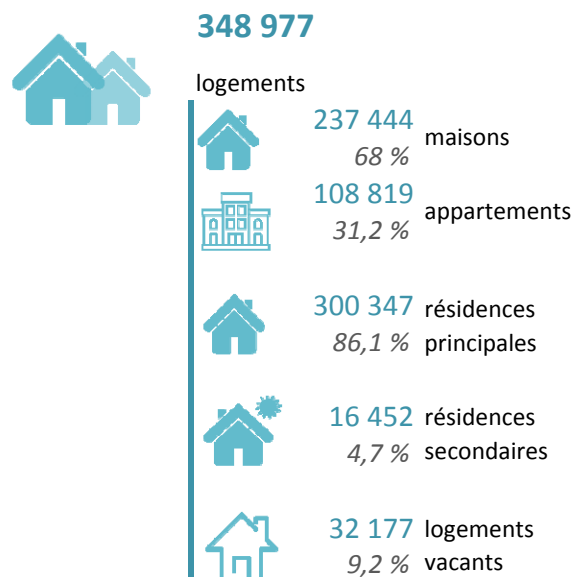 348 977
logements
237 444
68 %
maisons
108 819
31,2 %
appartements
300 347 résidences
86,1 % principales
16 452 résidences
4,7 % secondaires
32 177 logements
9,2 % vacants